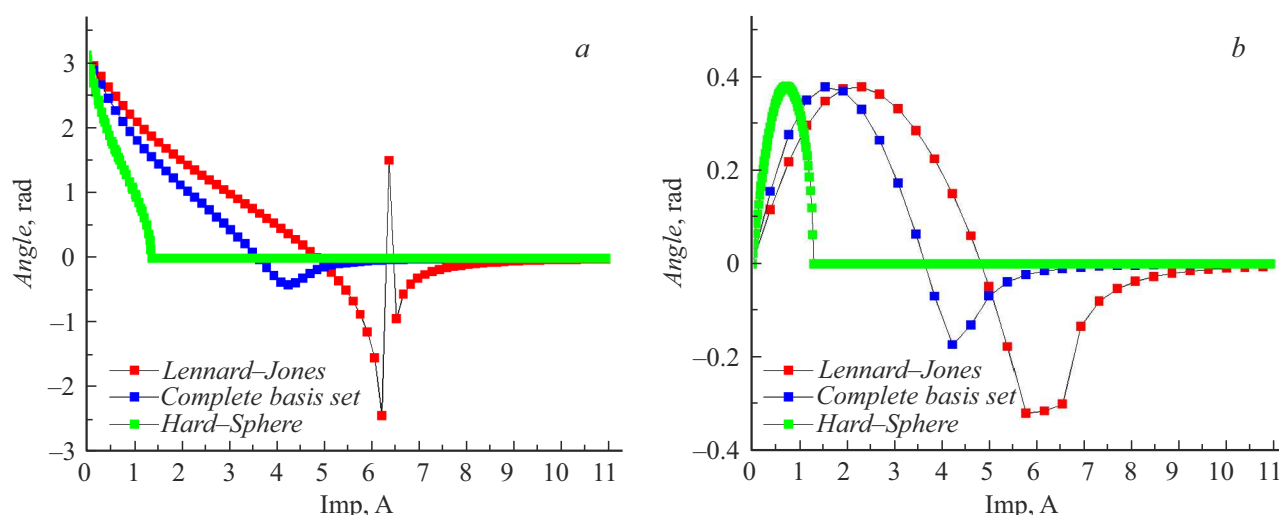 a
3
2
1
0
–1
–2
–3
Angle, rad
Lennard–Jones
Complete basis set
Hard–Sphere
0 1 2 3 4 5 6 7 8 9 10 11
Imp, A
b
0.4
0.2
0
–0.2
–0.4
Angle, rad
Lennard–Jones
Complete basis set
Hard–Sphere
0 1 2 3 4 5 6 7 8 9 10 11
Imp, A